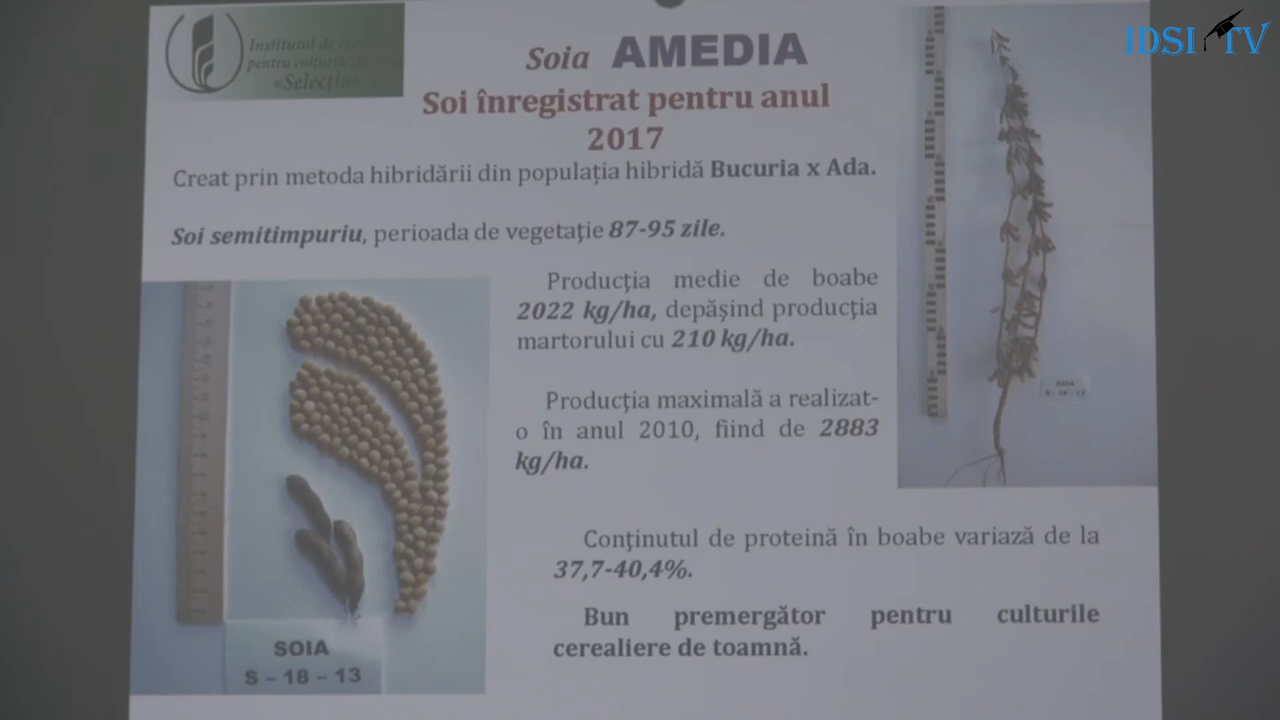 IDSI TV
Institutul de
pentru culturile
«Selecția»
Soia AMEDIA
Soi înregistrat pentru anul
2017
Creat prin metoda hibridării din populația hibridă Bucuria x Ada.
Soi semitimpuriu, perioada de vegetație 87-95 zile.
Producția medie de boabe
2022 kg/ha, depășind producția
martorului cu 210 kg/ha.
Producția maximală a realizat-
o în anul 2010, fiind de 2883
kg/ha.
Conținutul de proteină în boabe variază de la
37,7-40,4%.
Bun premergător pentru culturile
cerealiere de toamnă.
SOIA
S – 18 – 13
SOIA
S - 18 - 13